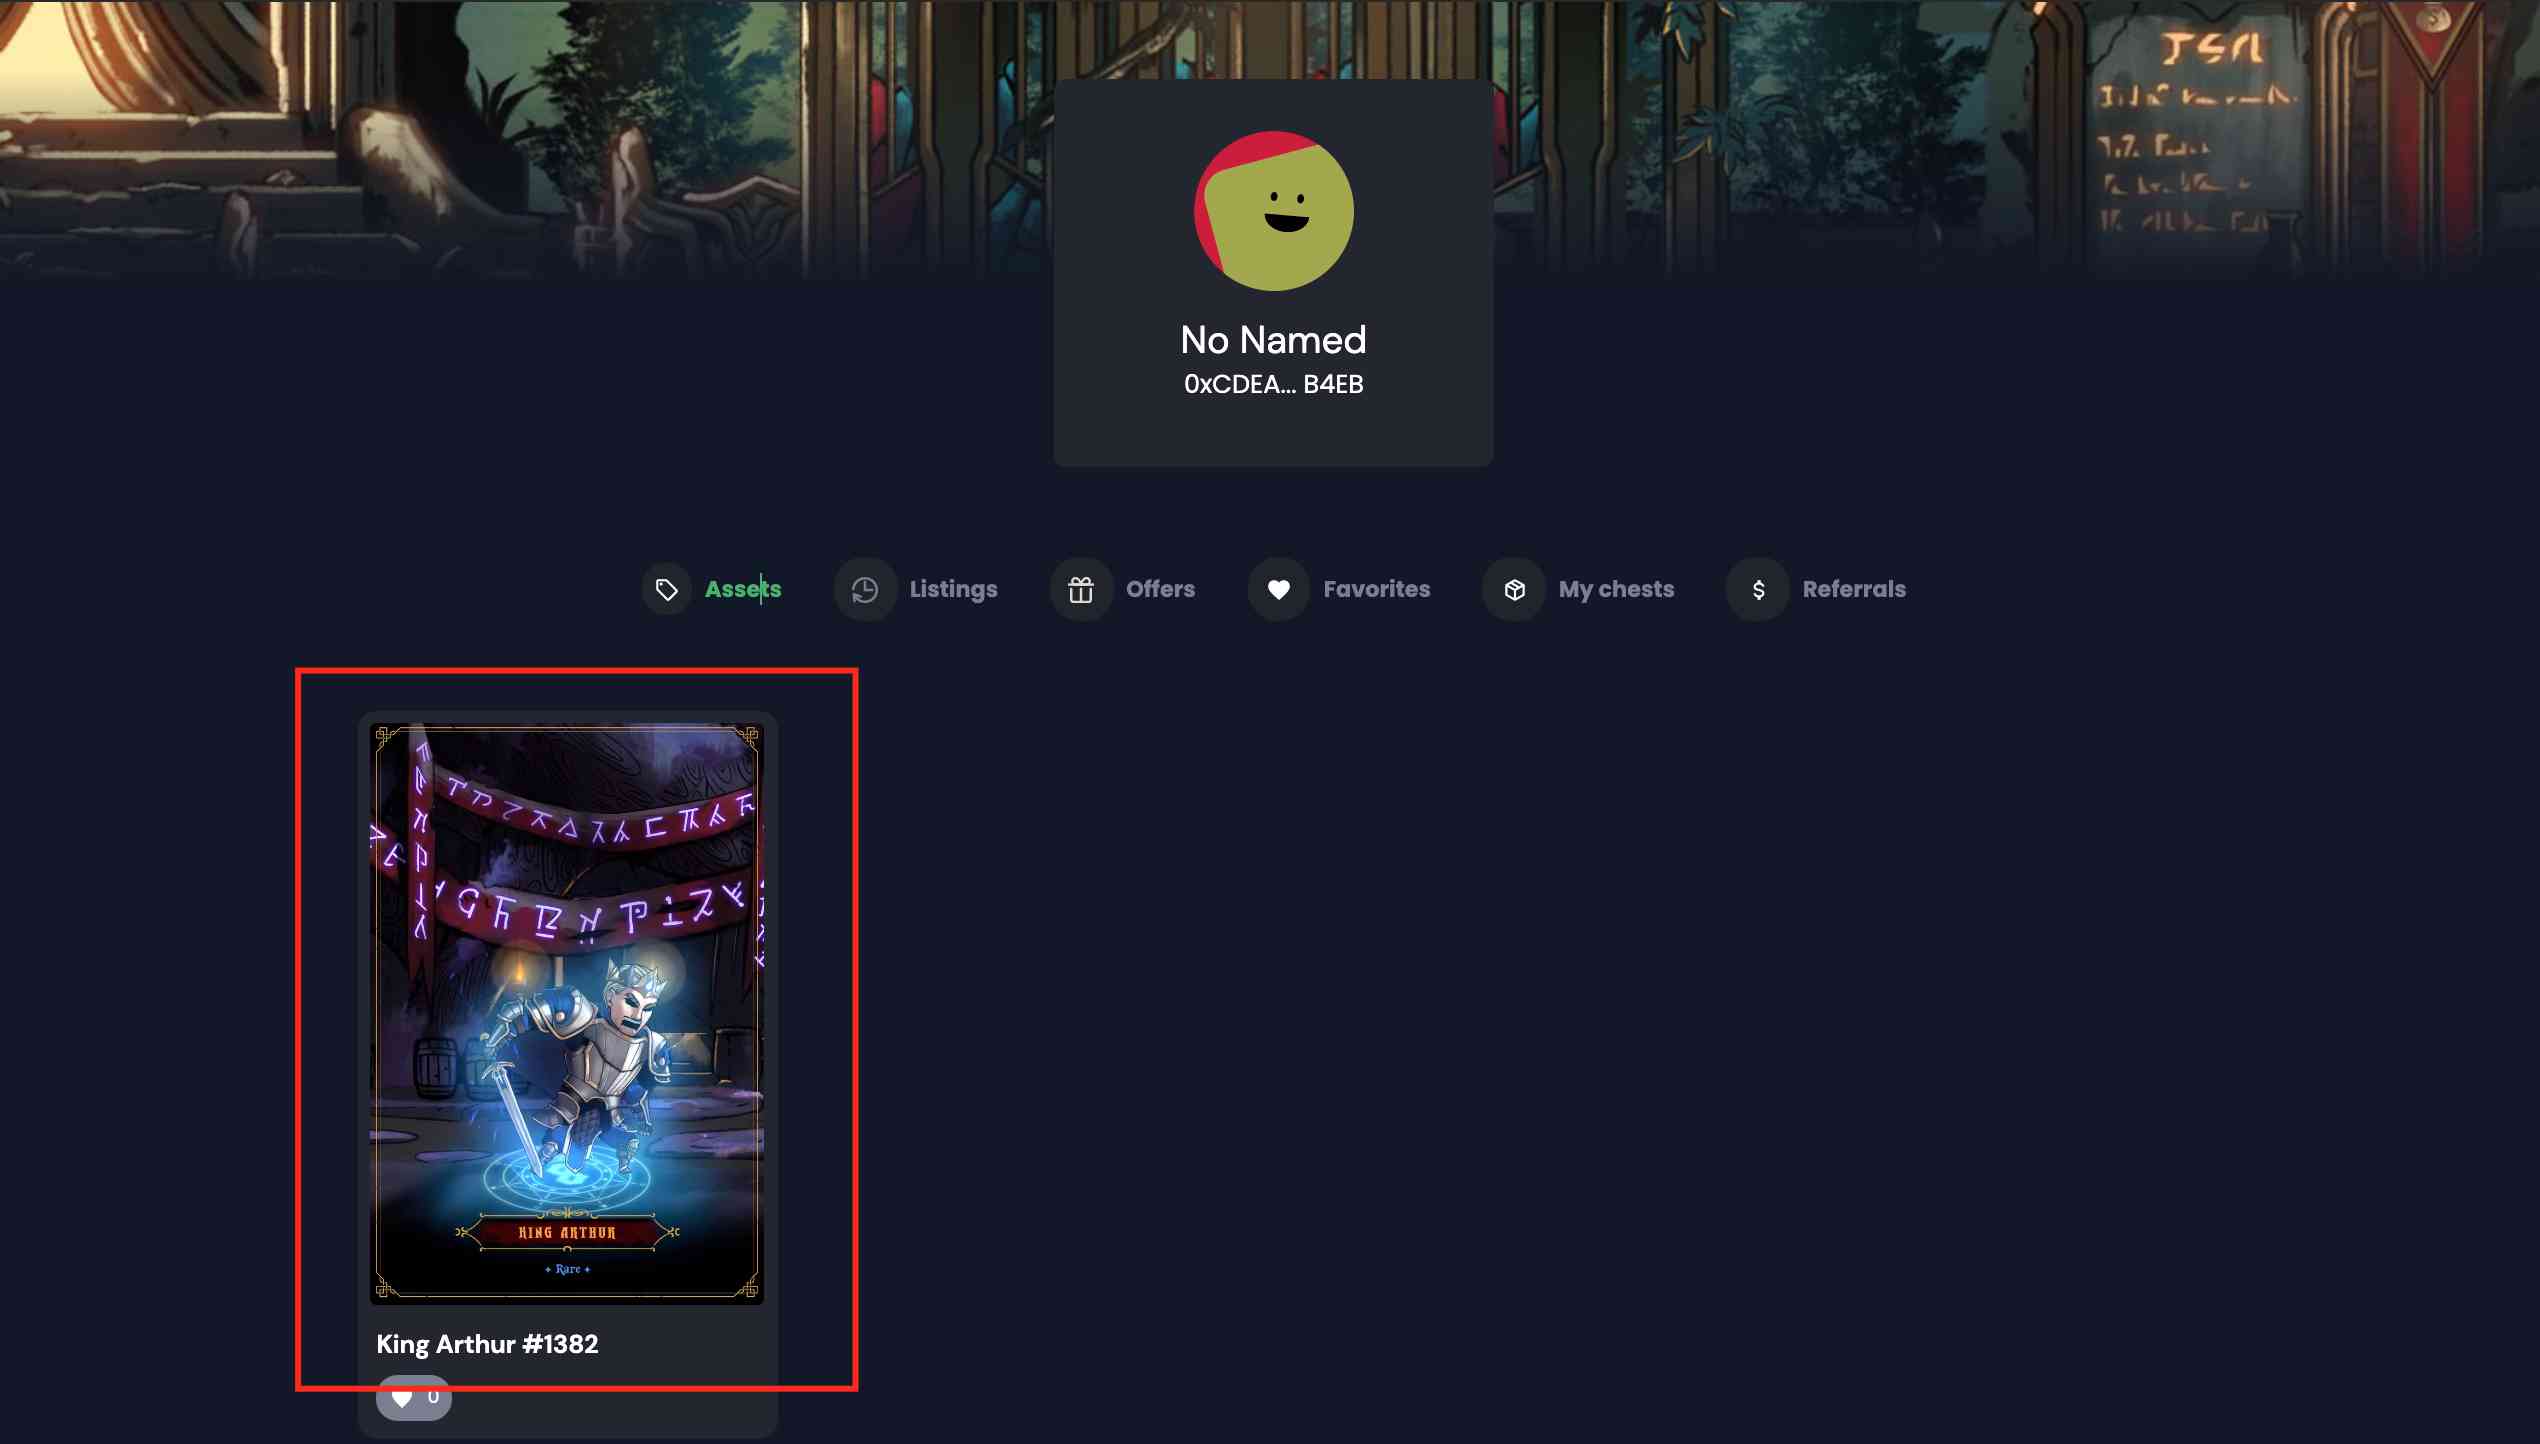 No Named
0xCDEA... B4EB
Assets
Listings
Offers
Favorites
My chests
Referrals
KING ARTHUR
Rare
King Arthur #1382
0